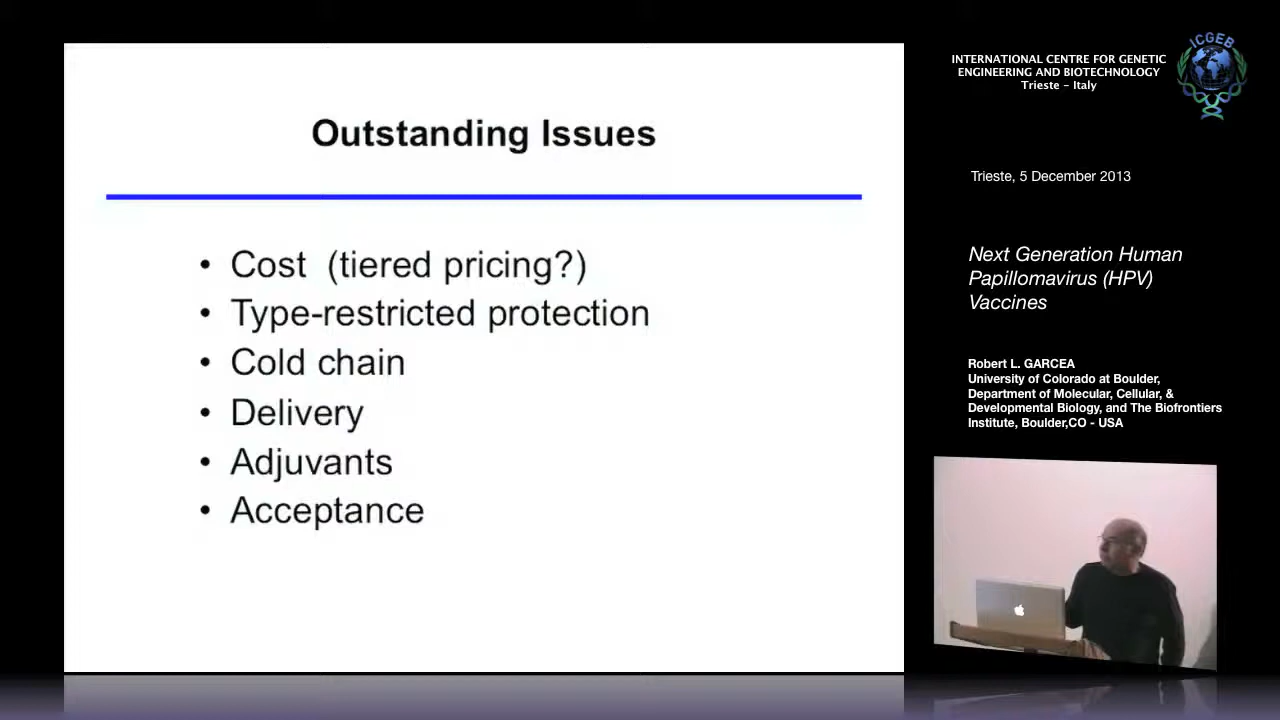 Outstanding Issues
• Cost (tiered pricing?)
• Type-restricted protection
• Cold chain
• Delivery
• Adjuvants
• Acceptance
ICGEB
INTERNATIONAL CENTRE FOR GENETIC
ENGINEERING AND BIOTECHNOLOGY
Trieste - Italy
Trieste, 5 December 2013
Next Generation Human
Papillomavirus (HPV)
Vaccines
Robert L. GARCEA
University of Colorado at Boulder,
Department of Molecular, Cellular, &
Developmental Biology, and The Biofrontiers
Institute, Boulder,CO - USA